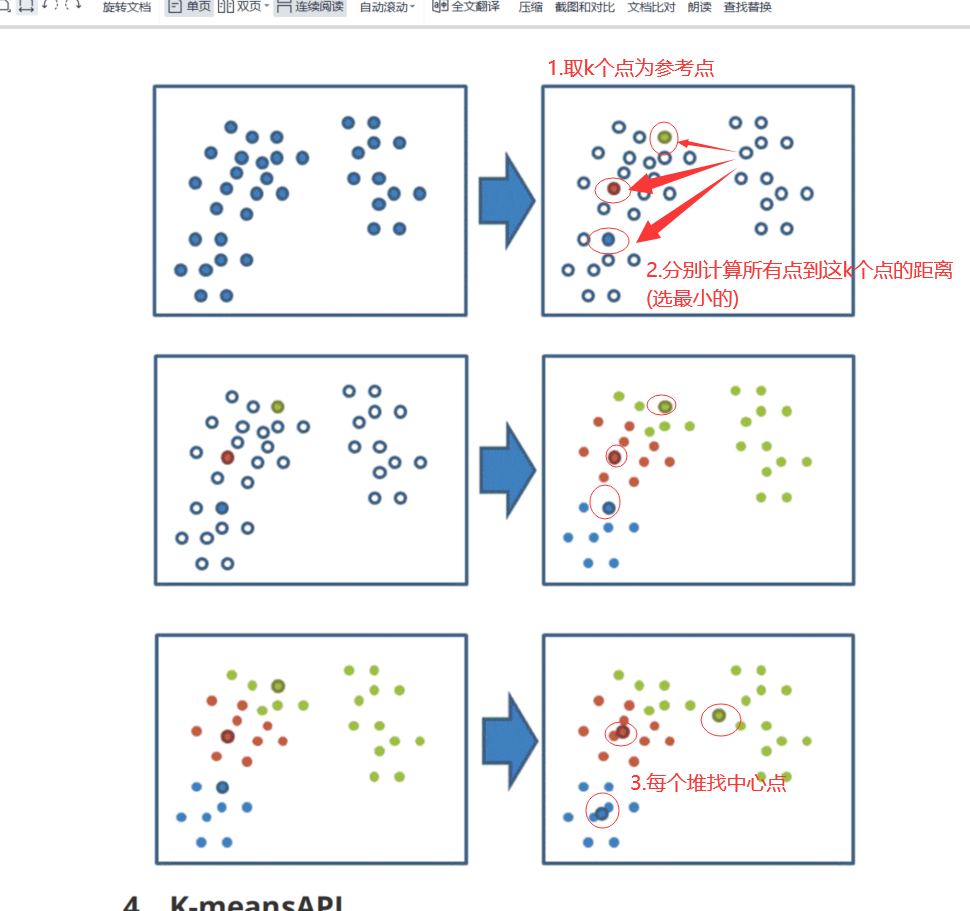 旋转文档 单页 双页 连续阅读 自动滚动 全文翻译 压缩 截图和对比 文档比对 朗读 查找替换
1.取k个点为参考点
2.分别计算所有点到这k个点的距离
(选最小的)
3.每个堆找中心点
4 K-meansAPI